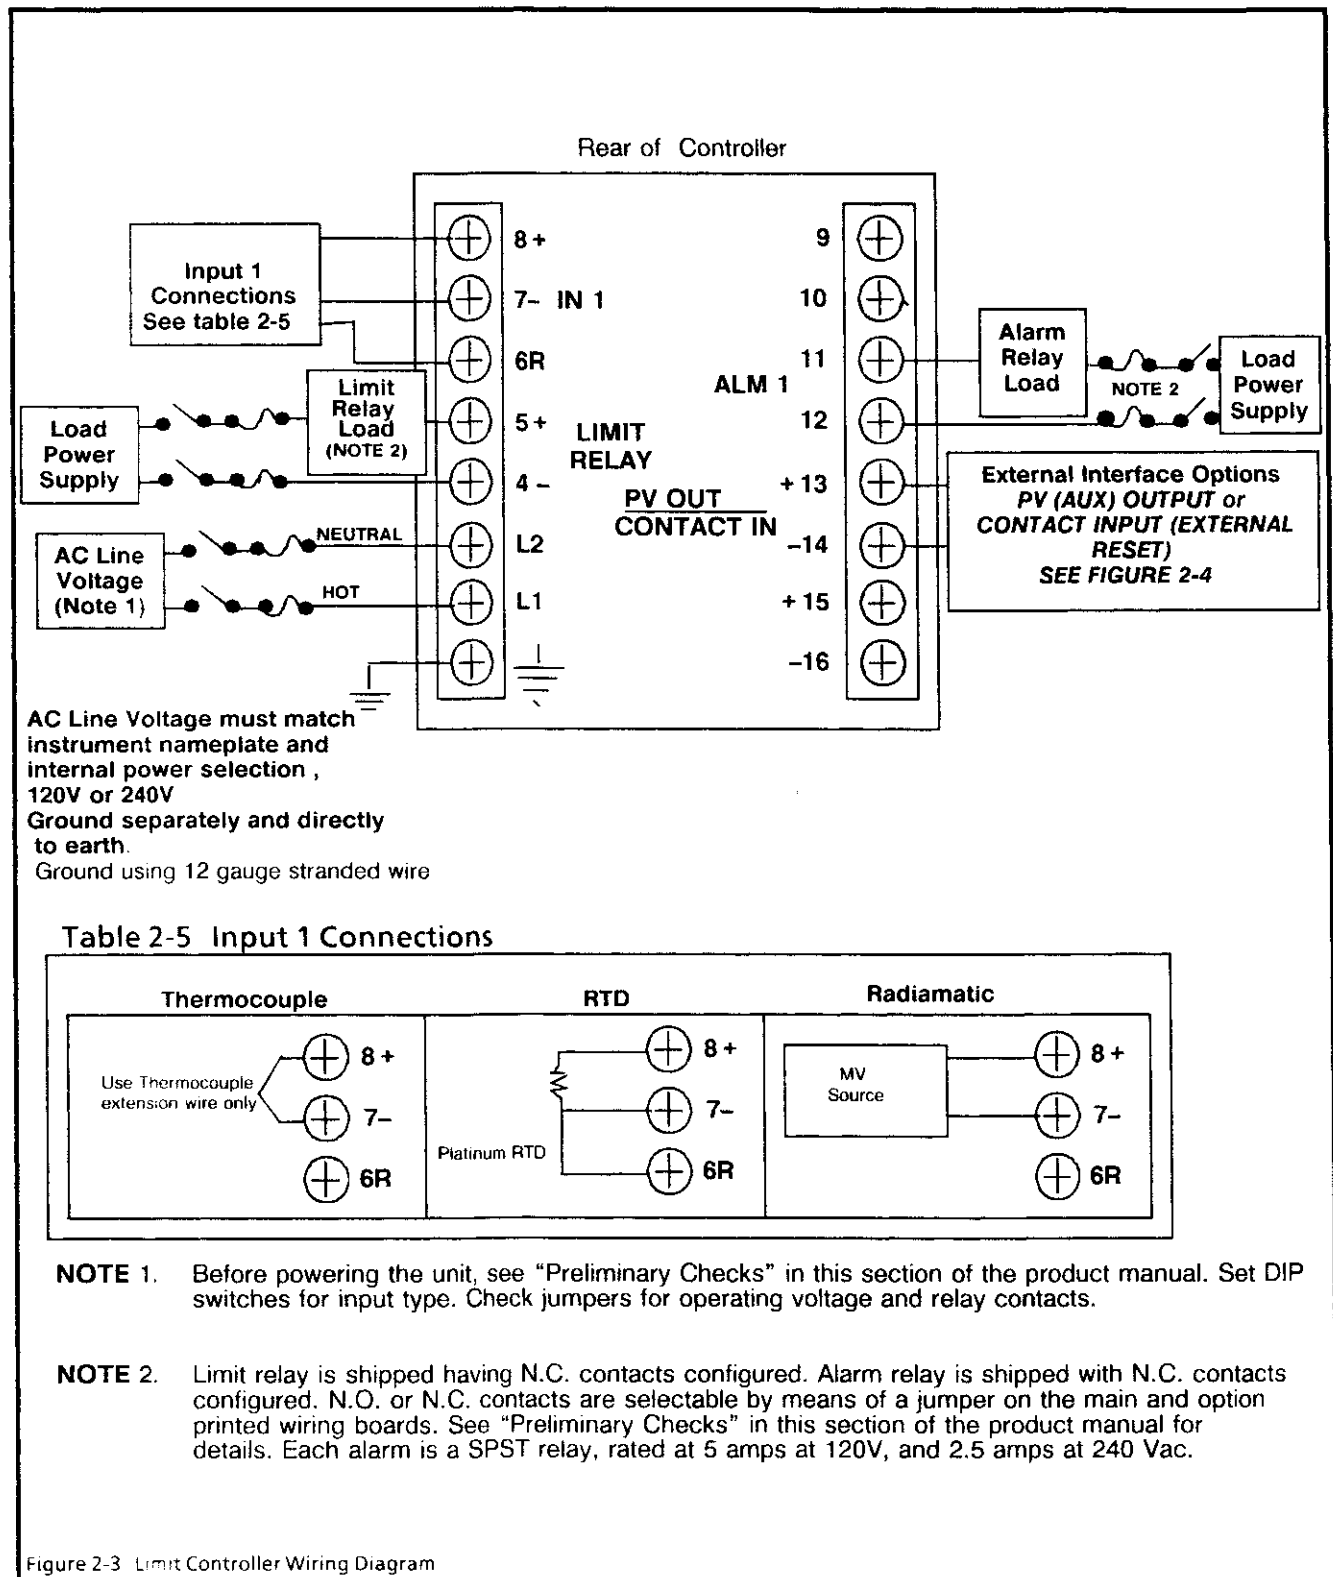 Rear of Controller
Input 1
Connections
See table 2-5
8+
7– IN 1
6R
Limit
Relay
Load
(NOTE 2)
5+
LIMIT
RELAY
Load
Power
Supply
4 –
PV OUT
CONTACT IN
AC Line
Voltage
(Note 1)
NEUTRAL
L2
HOT
L1
9
10
11
ALM 1
12
+13
–14
+15
–16
Alarm
Relay
Load
NOTE 2
Load
Power
Supply
External Interface Options
PV (AUX) OUTPUT or
CONTACT INPUT (EXTERNAL
RESET)
SEE FIGURE 2-4
AC Line Voltage must match
instrument nameplate and
internal power selection ,
120V or 240V
Ground separately and directly
to earth.
Ground using 12 gauge stranded wire
Table 2-5 Input 1 Connections
Thermocouple
Use Thermocouple
extension wire only
8+
7–
6R
RTD
Platinum RTD
8+
7–
6R
Radiamatic
MV
Source
8+
7–
6R
NOTE 1. Before powering the unit, see “Preliminary Checks” in this section of the product manual. Set DIP
switches for input type. Check jumpers for operating voltage and relay contacts.
NOTE 2. Limit relay is shipped having N.C. contacts configured. Alarm relay is shipped with N.C. contacts
configured. N.O. or N.C. contacts are selectable by means of a jumper on the main and option
printed wiring boards. See “Preliminary Checks” in this section of the product manual for
details. Each alarm is a SPST relay, rated at 5 amps at 120V, and 2.5 amps at 240 Vac.
Figure 2-3 Limit Controller Wiring Diagram